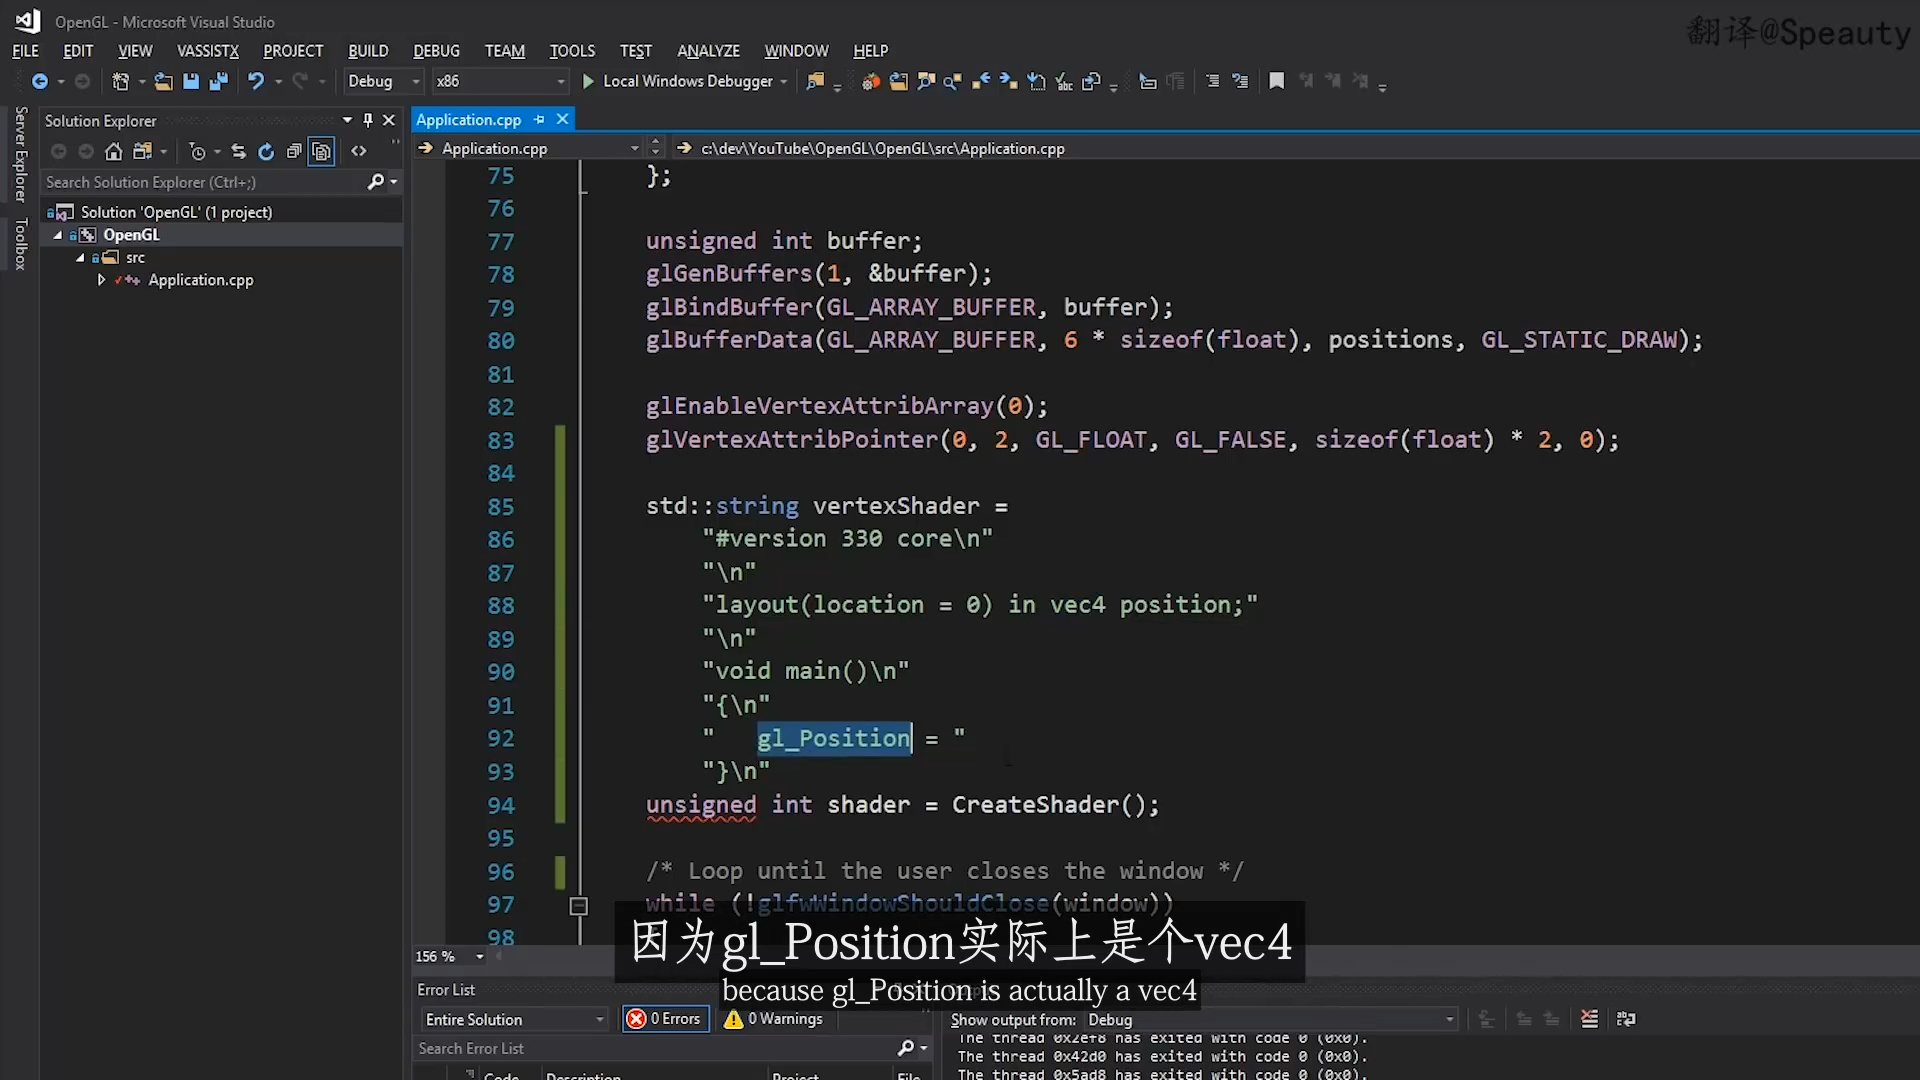 OpenGL - Microsoft Visual Studio
翻译@Speauty
FILE EDIT VIEW VASSISTX PROJECT BUILD DEBUG TEAM TOOLS TEST ANALYZE WINDOW HELP
Debug x86 Local Windows Debugger
Server Explorer
Toolbox
Solution Explorer
Search Solution Explorer (Ctrl+;)
Solution 'OpenGL' (1 project)
OpenGL
src
Application.cpp
Application.cpp
Application.cpp c:\dev\YouTube\OpenGL\OpenGL\src\Application.cpp
75 };
76
77 unsigned int buffer;
78 glGenBuffers(1, &buffer);
79 glBindBuffer(GL_ARRAY_BUFFER, buffer);
80 glBufferData(GL_ARRAY_BUFFER, 6 * sizeof(float), positions, GL_STATIC_DRAW);
81
82 glEnableVertexAttribArray(0);
83 glVertexAttribPointer(0, 2, GL_FLOAT, GL_FALSE, sizeof(float) * 2, 0);
84
85 std::string vertexShader =
86 "#version 330 core\n"
87 "\n"
88 "layout(location = 0) in vec4 position;"
89 "\n"
90 "void main()\n"
91 "{\n"
92 "   gl_Position = "
93 "}\n"
94 unsigned int shader = CreateShader();
95
96 /* Loop until the user closes the window */
97 while (!glfwWindowShouldClose(window))
98
因为gl_Position实际上是个vec4
because gl_Position is actually a vec4
156 %
Error List
Entire Solution 0 Errors 0 Warnings
Search Error List
Code Description Project File
Show output from: Debug
The thread 0x2ef8 has exited with code 0 (0x0).
The thread 0x42d0 has exited with code 0 (0x0).
The thread 0x5ad8 has exited with code 0 (0x0).